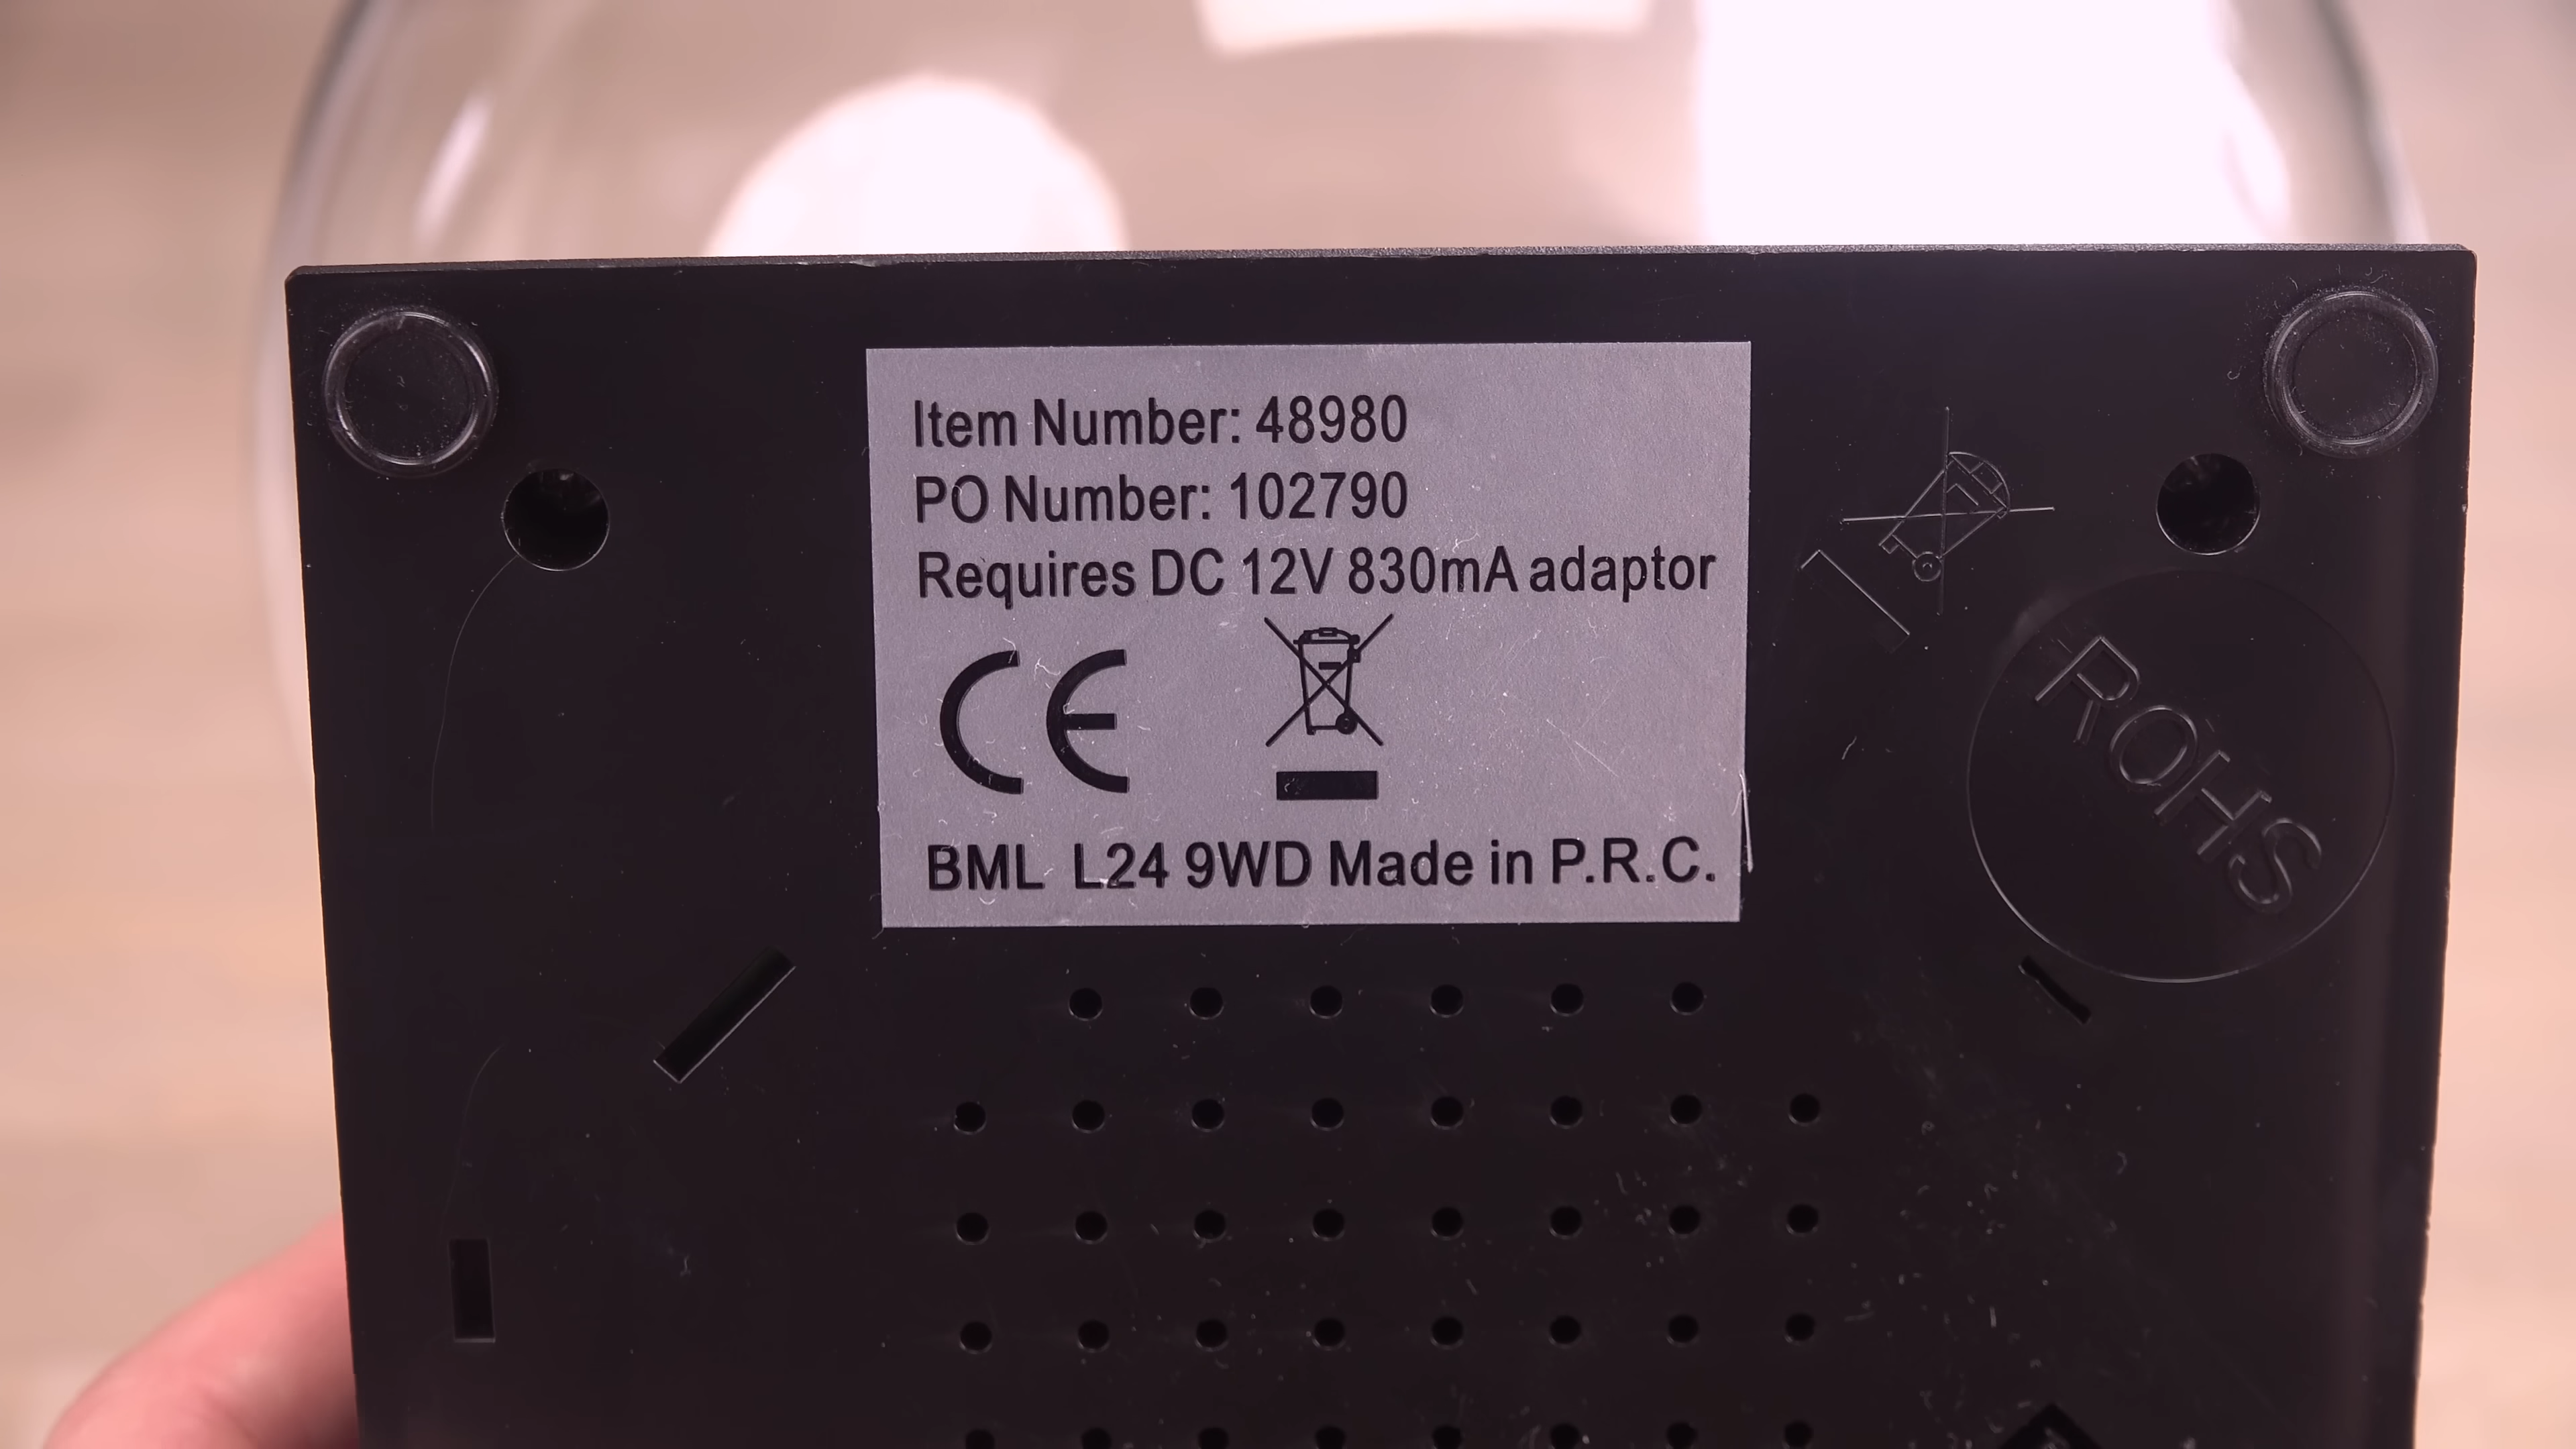 Item Number: 48980
PO Number: 102790
Requires DC 12V 830mA adaptor
CE
BML L24 9WD Made in P.R.C.
ROHS